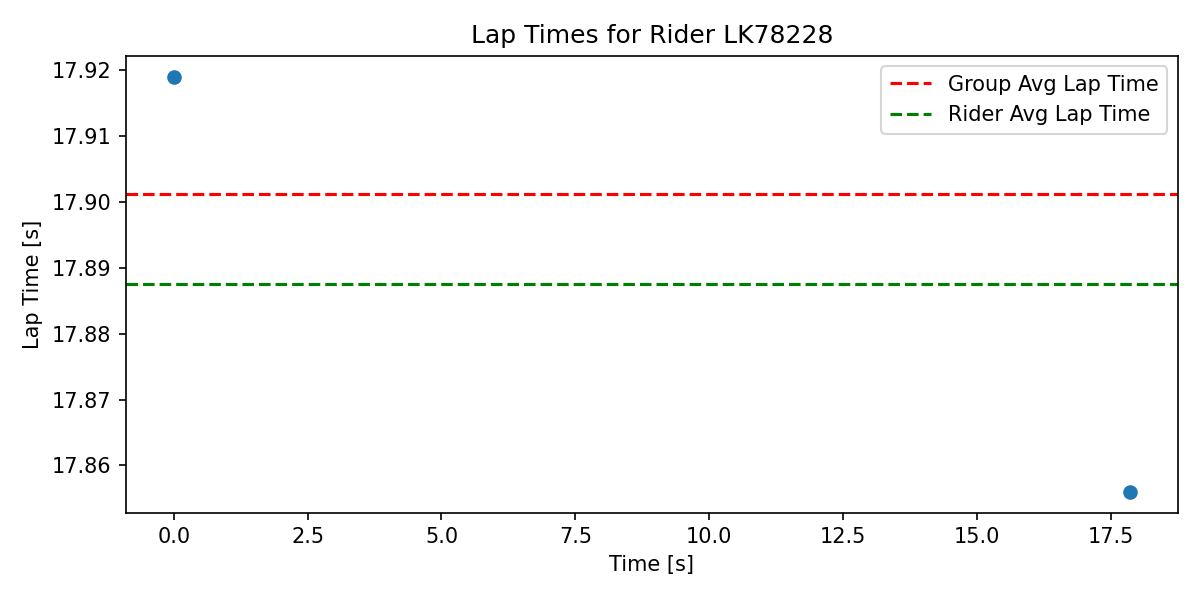 Lap Times for Rider LK78228
Group Avg Lap Time
Rider Avg Lap Time
Lap Time [s]
17.92
17.91
17.90
17.89
17.88
17.87
17.86
0.0 2.5 5.0 7.5 10.0 12.5 15.0 17.5
Time [s]